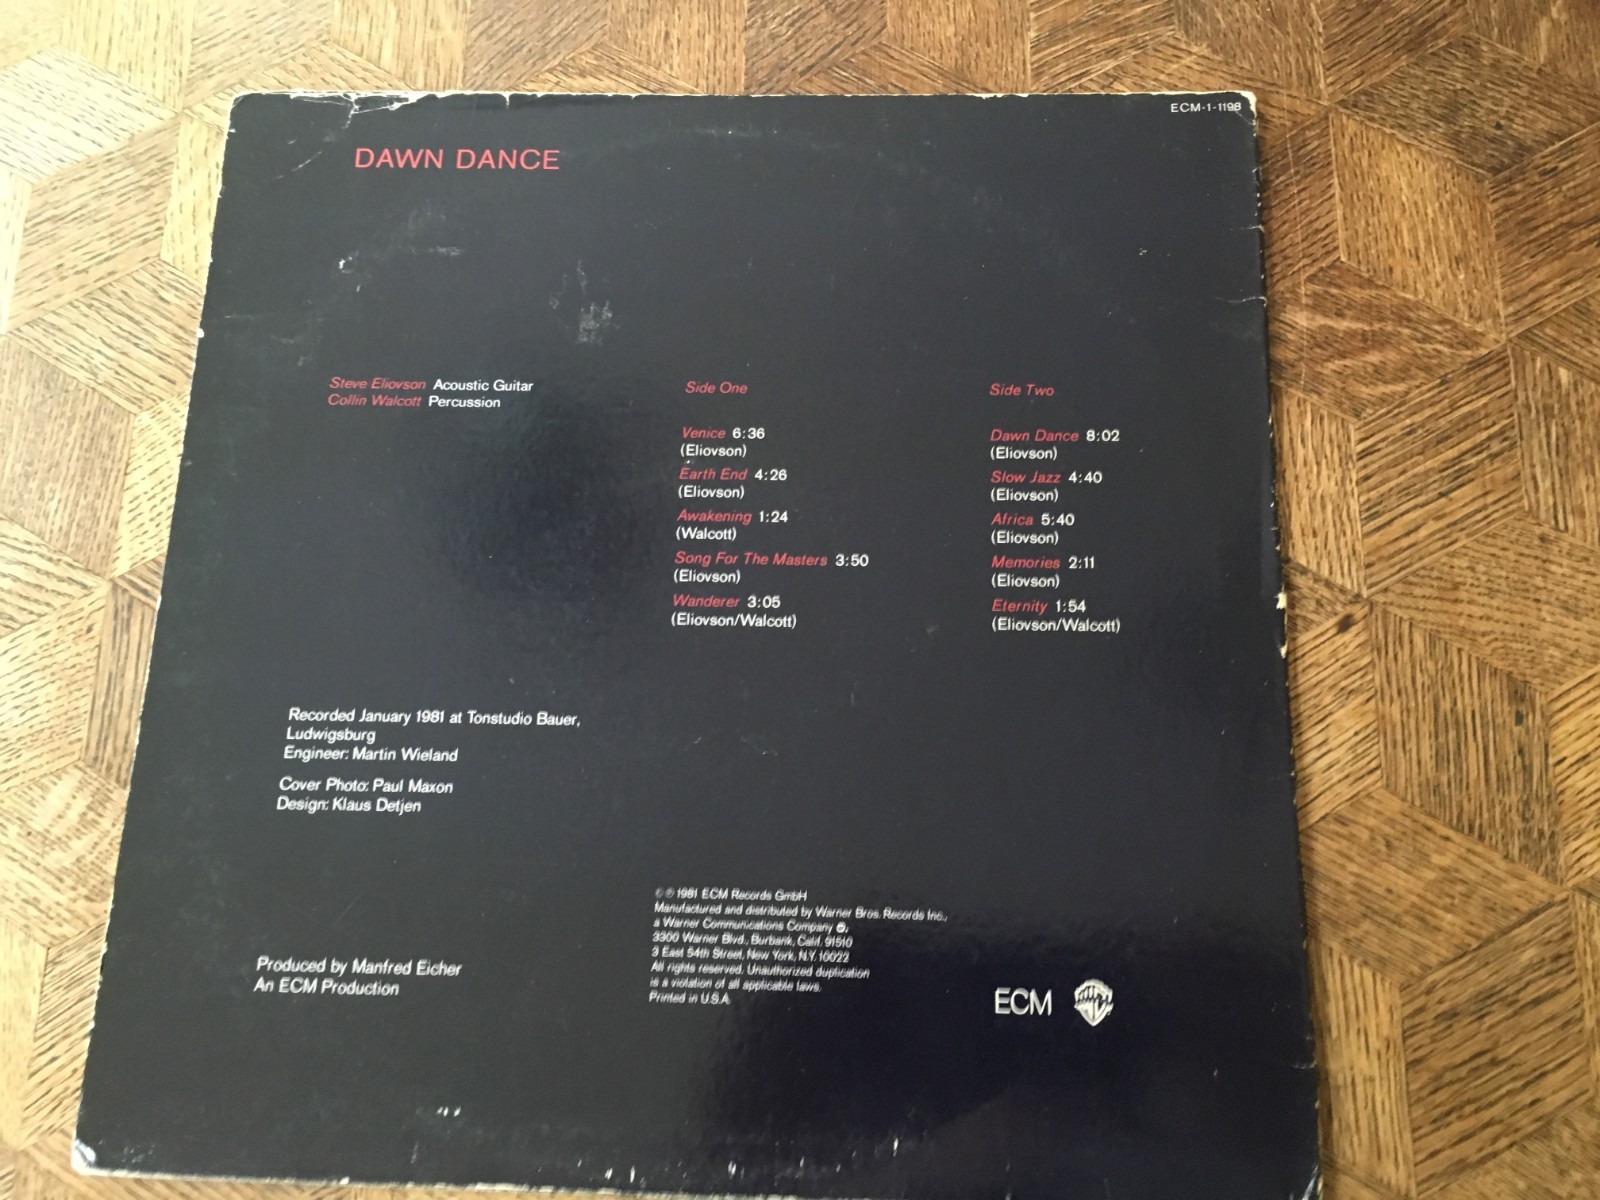 ECM-1-1198
DAWN DANCE
Steve Eliovson Acoustic Guitar
Collin Walcott Percussion
Side One
Venice 6:36
(Eliovson)
Earth End 4:26
(Eliovson)
Awakening 1:24
(Walcott)
Song For The Masters 3:50
(Eliovson)
Wanderer 3:05
(Eliovson/Walcott)
Side Two
Dawn Dance 8:02
(Eliovson)
Slow Jazz 4:40
(Eliovson)
Africa 5:40
(Eliovson)
Memories 2:11
(Eliovson)
Eternity 1:54
(Eliovson/Walcott)
Recorded January 1981 at Tonstudio Bauer,
Ludwigsburg
Engineer: Martin Wieland
Cover Photo: Paul Maxon
Design: Klaus Detjen
Produced by Manfred Eicher
An ECM Production
©℗ 1981 ECM Records GmbH
Manufactured and distributed by Warner Bros. Records Inc.,
a Warner Communications Company
3300 Warner Blvd., Burbank, Calif. 91510
3 East 54th Street, New York, N.Y. 10022
All rights reserved. Unauthorized duplication
is a violation of all applicable laws.
Printed in U.S.A.
ECM